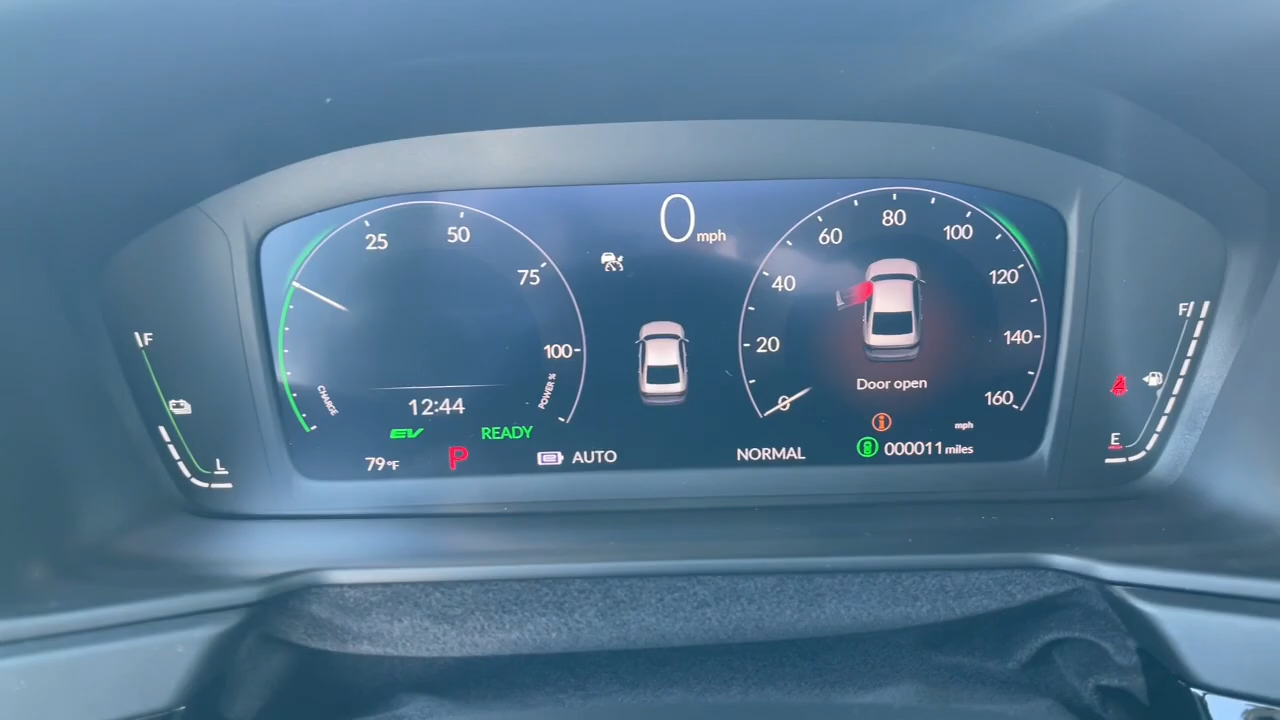 0 mph
25
50
75
100
CHARGE
POWER %
12:44
EV
READY
79°F
P
AUTO
F
L
0
20
40
60
80
100
120
140
160
Door open
mph
NORMAL
000011 miles
F
E